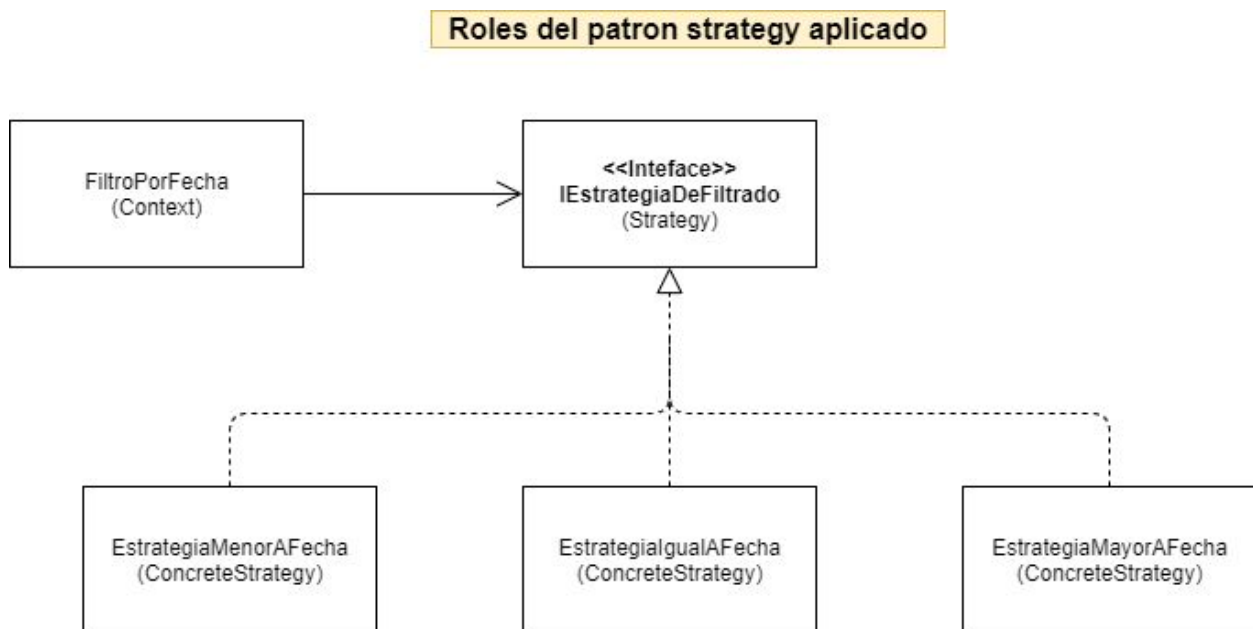 Roles del patron strategy aplicado
FiltroPorFecha
(Context)
<<Inteface>>
IEstrategiaDeFiltrado
(Strategy)
EstrategiaMenorAFecha
(ConcreteStrategy)
EstrategiaIgualAFecha
(ConcreteStrategy)
EstrategiaMayorAFecha
(ConcreteStrategy)